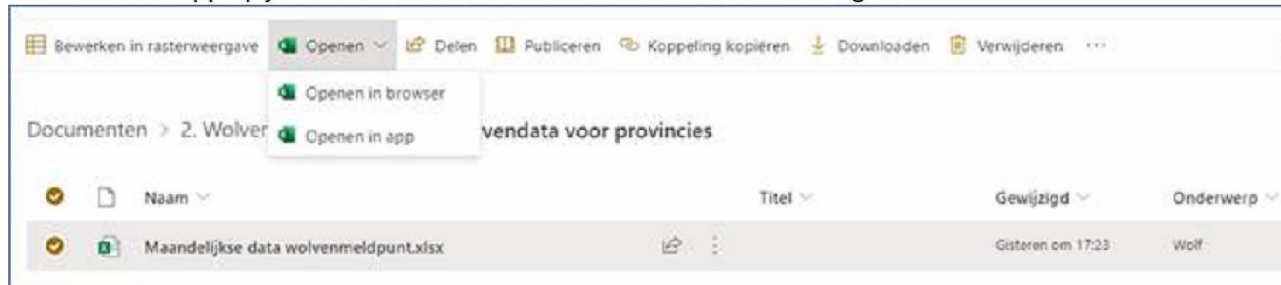 Bewerken in rasterweergave Openen Delen Publiceren Koppeling kopiëren Downloaden Verwijderen ...
Openen in browser
Documenten > 2. Wolven vendata voor provincies
Openen in app
Naam Titel Gewijzigd Onderwerp
Maandelijkse data wolvenmeldpunt.xlsx Gisteren om 17:23 Wolf